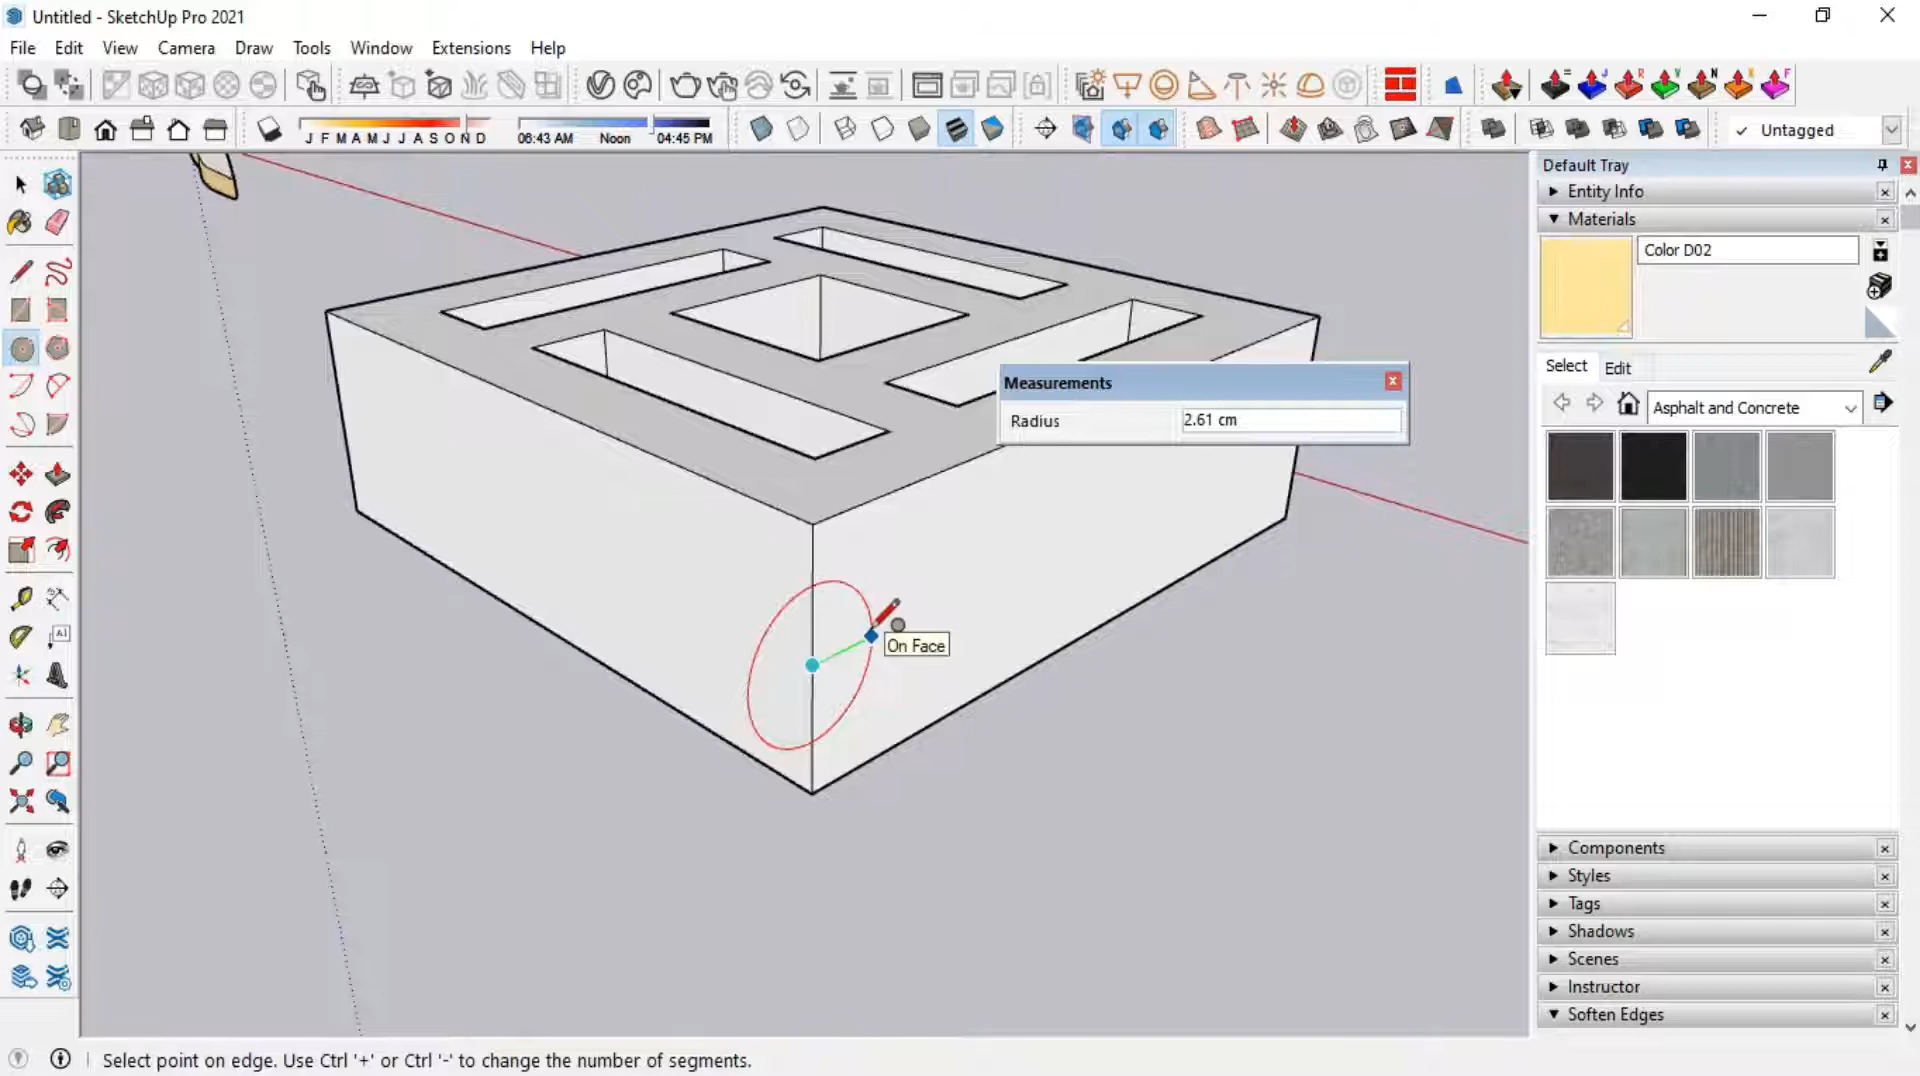 Untitled - SketchUp Pro 2021
File Edit View Camera Draw Tools Window Extensions Help
= J R V N X F
J F M A M J J A S O N D
06:43 AM Noon 04:45 PM
✓ Untagged
Default Tray
Entity Info
Materials
Color D02
Select Edit
Asphalt and Concrete
Measurements
Radius 2.61 cm
On Face
A1
Components
Styles
Tags
Shadows
Scenes
Instructor
Soften Edges
Select point on edge. Use Ctrl '+' or Ctrl '-' to change the number of segments.